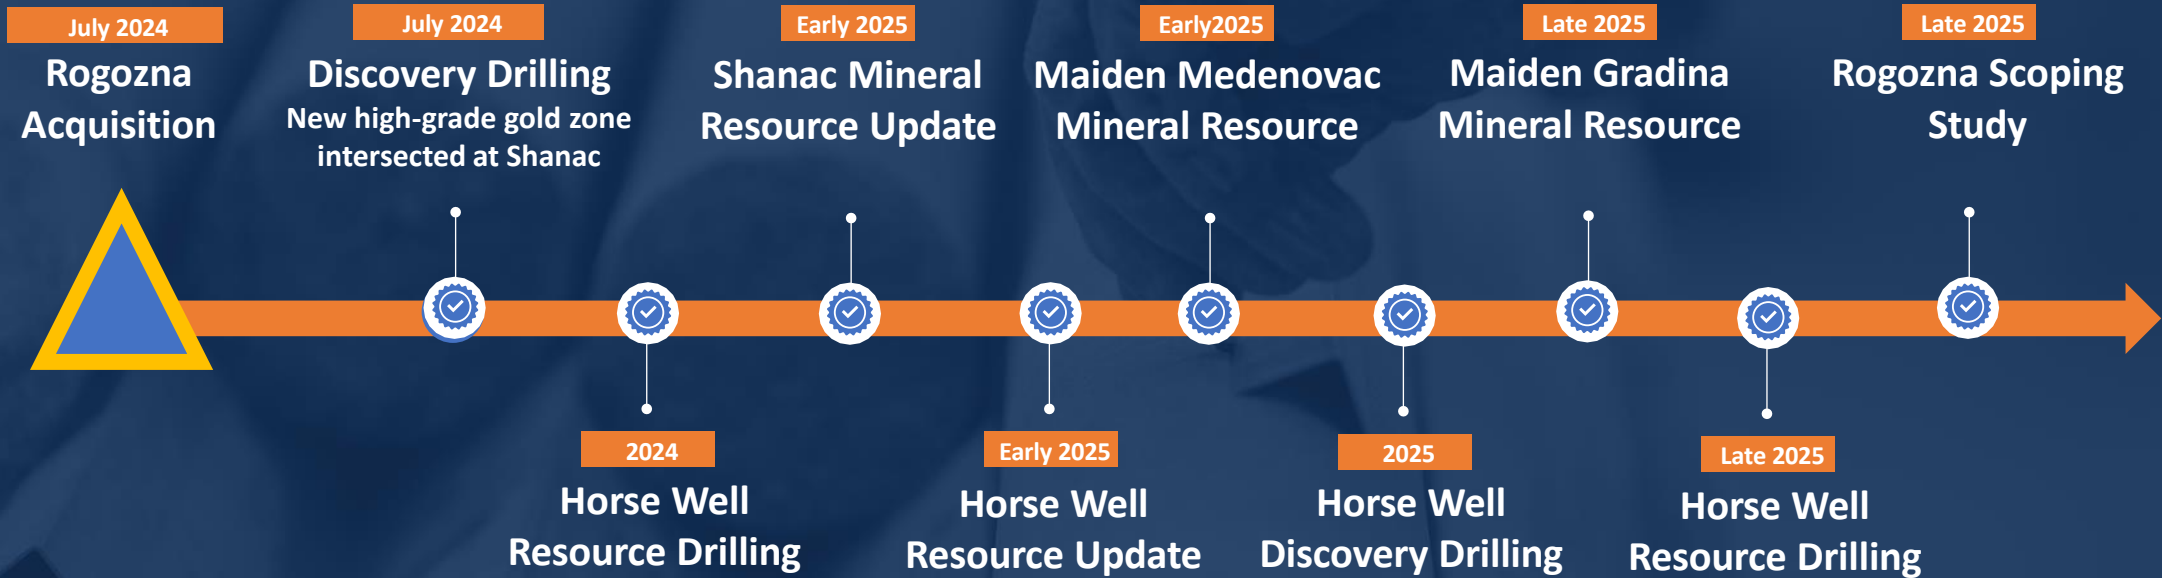 July 2024
Rogozna
Acquisition
July 2024
Discovery Drilling
New high-grade gold zone
intersected at Shanac
Early 2025
Shanac Mineral
Resource Update
Early2025
Maiden Medenovac
Mineral Resource
Late 2025
Maiden Gradina
Mineral Resource
Late 2025
Rogozna Scoping
Study
2024
Horse Well
Resource Drilling
Early 2025
Horse Well
Resource Update
2025
Horse Well
Discovery Drilling
Late 2025
Horse Well
Resource Drilling